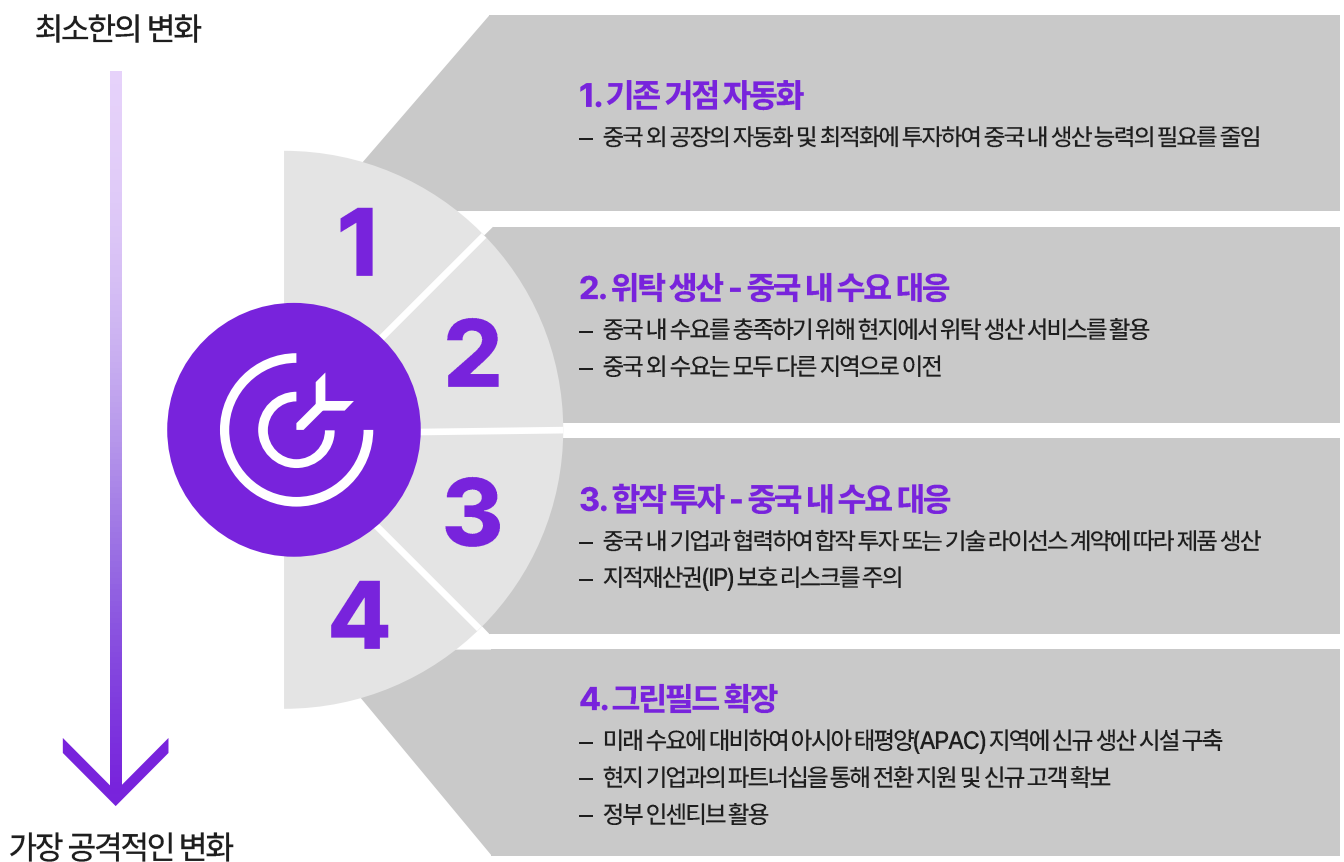 최소한의 변화
1
2
3
4
가장 공격적인 변화
1. 기존 거점 자동화
– 중국 외 공장의 자동화 및 최적화에 투자하여 중국 내 생산 능력의 필요를 줄임
2. 위탁 생산 - 중국 내 수요 대응
– 중국 내 수요를 충족하기 위해 현지에서 위탁 생산 서비스를 활용
– 중국 외 수요는 모두 다른 지역으로 이전
3. 합작 투자 - 중국 내 수요 대응
– 중국 내 기업과 협력하여 합작 투자 또는 기술 라이선스 계약에 따라 제품 생산
– 지적재산권(IP) 보호 리스크를 주의
4. 그린필드 확장
– 미래 수요에 대비하여 아시아 태평양(APAC) 지역에 신규 생산 시설 구축
– 현지 기업과의 파트너십을 통해 전환 지원 및 신규 고객 확보
– 정부 인센티브 활용